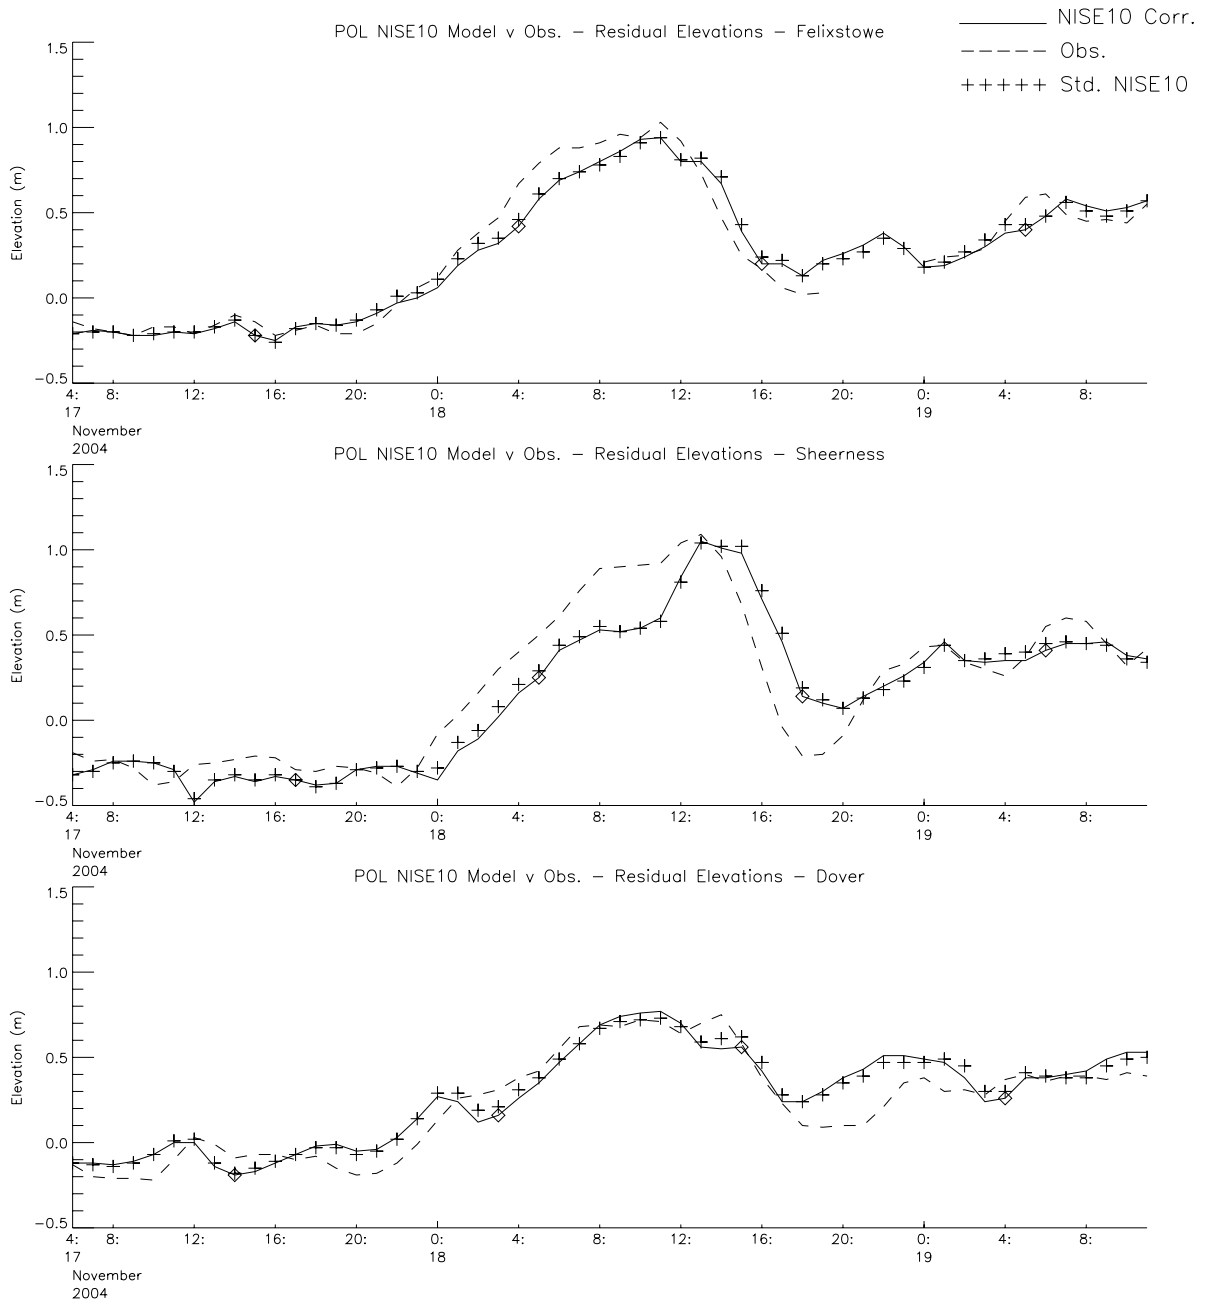 POL NISE10 Model v Obs. – Residual Elevations – Felixstowe
NISE10 Corr.
Obs.
+++++ Std. NISE10
Elevation (m)
1.5
1.0
0.5
0.0
−0.5
4: 8: 12: 16: 20: 0: 4: 8: 12: 16: 20: 0: 4: 8:
17 18 19
November
2004
POL NISE10 Model v Obs. – Residual Elevations – Sheerness
Elevation (m)
1.5
1.0
0.5
0.0
−0.5
4: 8: 12: 16: 20: 0: 4: 8: 12: 16: 20: 0: 4: 8:
17 18 19
November
2004
POL NISE10 Model v Obs. – Residual Elevations – Dover
Elevation (m)
1.5
1.0
0.5
0.0
−0.5
4: 8: 12: 16: 20: 0: 4: 8: 12: 16: 20: 0: 4: 8:
17 18 19
November
2004